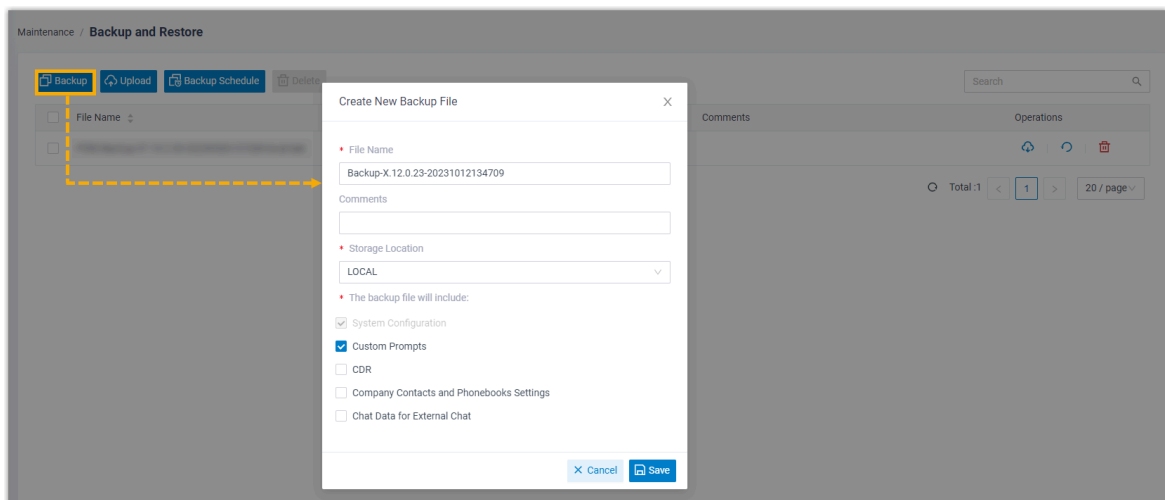 Maintenance / Backup and Restore
Backup Upload Backup Schedule Delete Search
File Name Comments Operations
Total :1 < 1 > 20 / page
Create New Backup File X
* File Name
Backup-X.12.0.23-20231012134709
Comments
* Storage Location
LOCAL
* The backup file will include:
System Configuration
Custom Prompts
CDR
Company Contacts and Phonebooks Settings
Chat Data for External Chat
Cancel Save